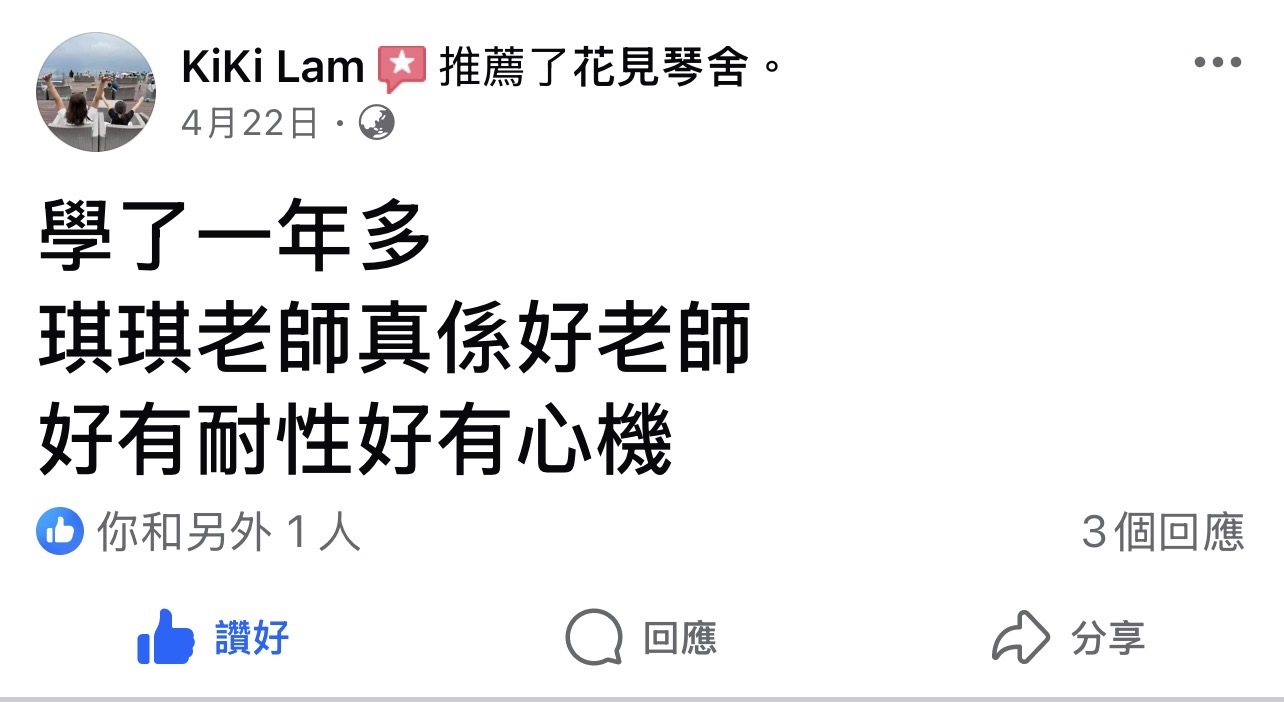 KiKi Lam 推薦了花見琴舍。
4月22日 ·
學了一年多
琪琪老師真係好老師
好有耐性好有心機
你和另外 1 人
3個回應
讚好
回應
分享